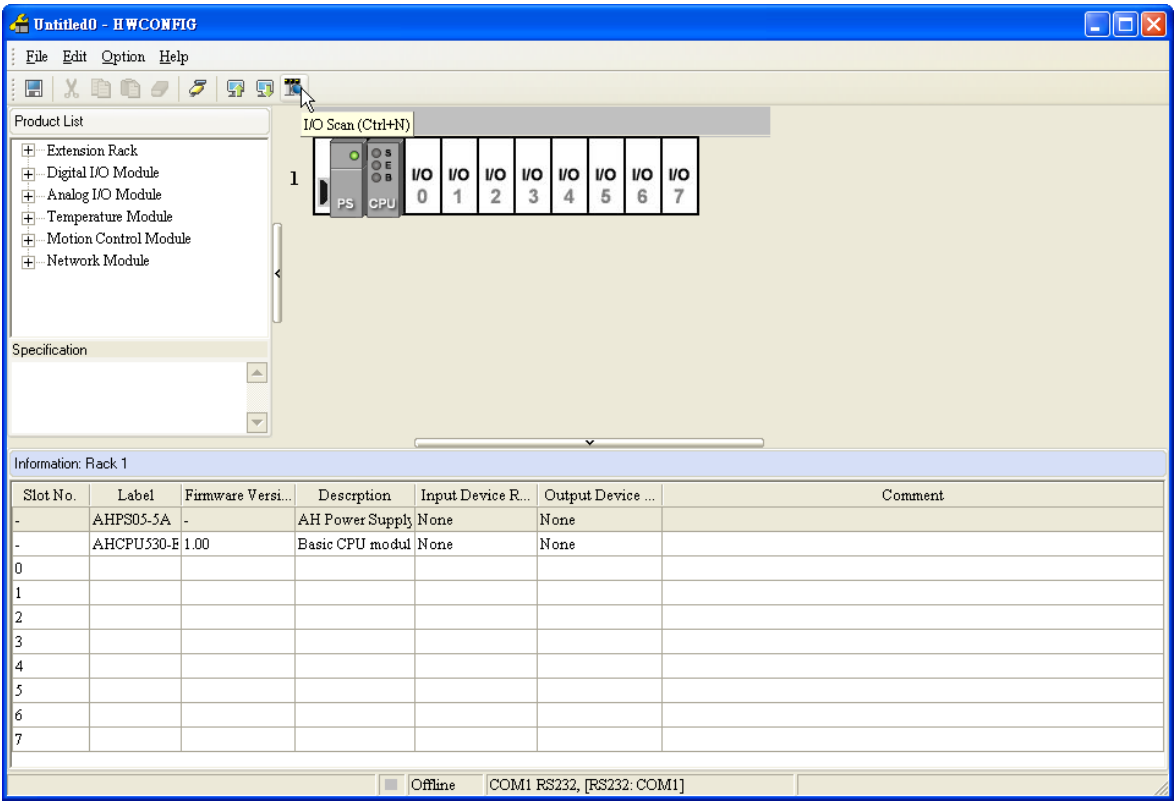 Untitled0 - HWCONFIG
File Edit Option Help
I/O Scan (Ctrl+N)
Product List
Extension Rack
Digital I/O Module
Analog I/O Module
Temperature Module
Motion Control Module
Network Module
Specification
1
PS CPU S E B I/O 0 I/O 1 I/O 2 I/O 3 I/O 4 I/O 5 I/O 6 I/O 7
Information: Rack 1
Slot No. Label Firmware Versi... Descrption Input Device R... Output Device ... Comment
- AHPS05-5A - AH Power Supply None None
- AHCPU530-E 1.00 Basic CPU modul None None
0
1
2
3
4
5
6
7
Offline COM1 RS232, [RS232: COM1]